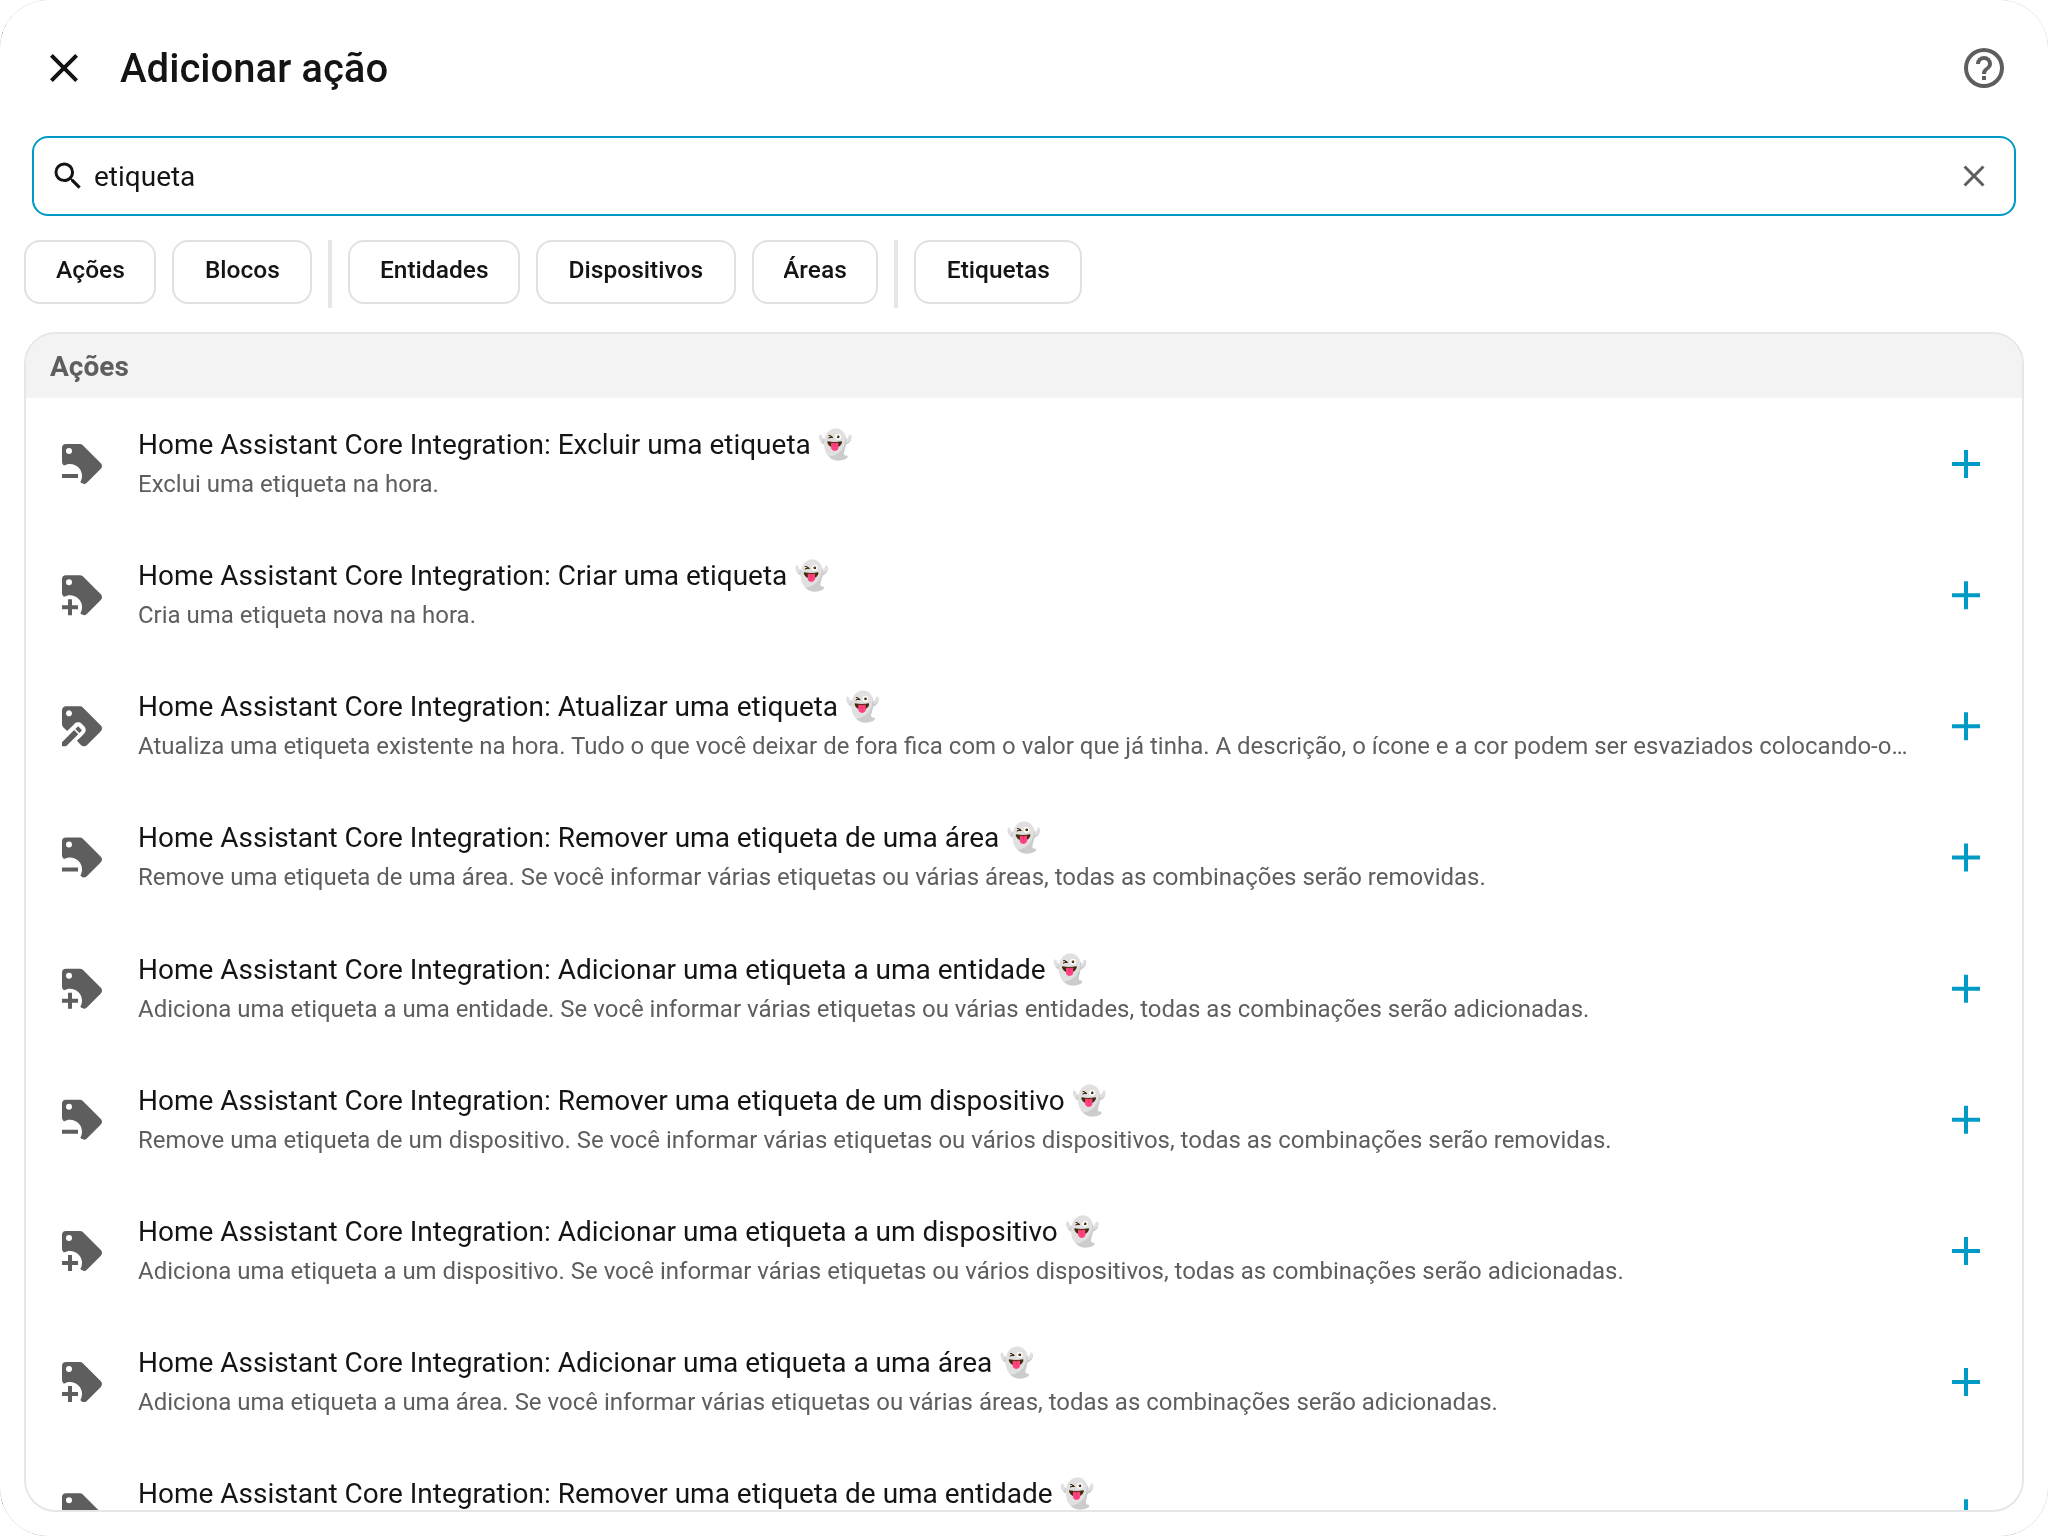 Adicionar ação
etiqueta
Ações
Blocos
Entidades
Dispositivos
Áreas
Etiquetas
Ações
Home Assistant Core Integration: Excluir uma etiqueta 👻
Exclui uma etiqueta na hora.
Home Assistant Core Integration: Criar uma etiqueta 👻
Cria uma etiqueta nova na hora.
Home Assistant Core Integration: Atualizar uma etiqueta 👻
Atualiza uma etiqueta existente na hora. Tudo o que você deixar de fora fica com o valor que já tinha. A descrição, o ícone e a cor podem ser esvaziados colocando-o…
Home Assistant Core Integration: Remover uma etiqueta de uma área 👻
Remove uma etiqueta de uma área. Se você informar várias etiquetas ou várias áreas, todas as combinações serão removidas.
Home Assistant Core Integration: Adicionar uma etiqueta a uma entidade 👻
Adiciona uma etiqueta a uma entidade. Se você informar várias etiquetas ou várias entidades, todas as combinações serão adicionadas.
Home Assistant Core Integration: Remover uma etiqueta de um dispositivo 👻
Remove uma etiqueta de um dispositivo. Se você informar várias etiquetas ou vários dispositivos, todas as combinações serão removidas.
Home Assistant Core Integration: Adicionar uma etiqueta a um dispositivo 👻
Adiciona uma etiqueta a um dispositivo. Se você informar várias etiquetas ou vários dispositivos, todas as combinações serão adicionadas.
Home Assistant Core Integration: Adicionar uma etiqueta a uma área 👻
Adiciona uma etiqueta a uma área. Se você informar várias etiquetas ou várias áreas, todas as combinações serão adicionadas.
Home Assistant Core Integration: Remover uma etiqueta de uma entidade 👻